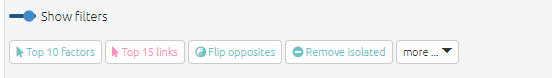 Show filters
Top 10 factors Top 15 links Flip opposites Remove isolated more ...